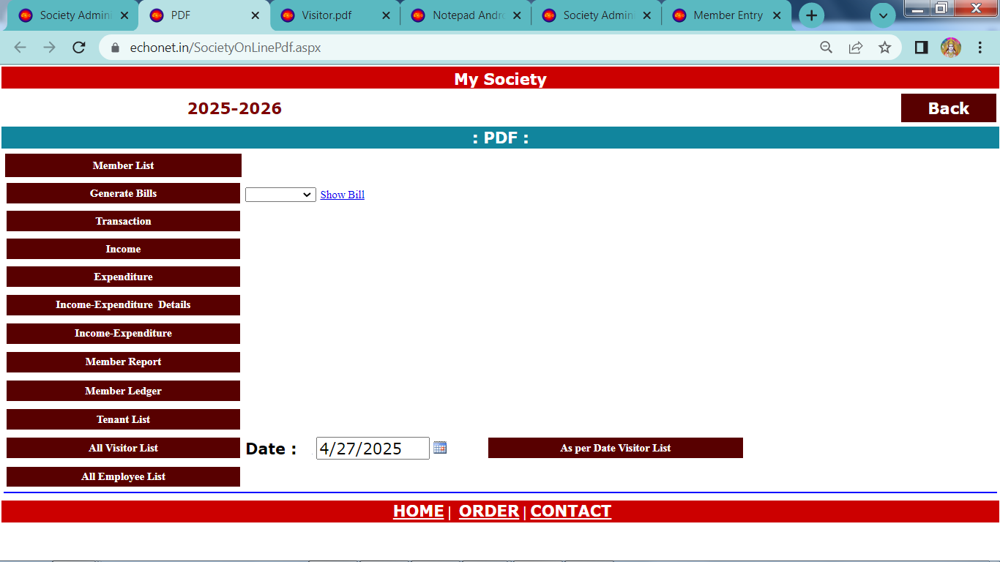 Society Admin
PDF
Visitor.pdf
Notepad Andro
Society Admin
Member Entry
echonet.in/SocietyOnLinePdf.aspx
My Society
2025-2026
Back
: PDF :
Member List
Generate Bills
Show Bill
Transaction
Income
Expenditure
Income-Expenditure  Details
Income-Expenditure
Member Report
Member Ledger
Tenant List
All Visitor List
Date :
4/27/2025
As per Date Visitor List
All Employee List
HOME | ORDER | CONTACT